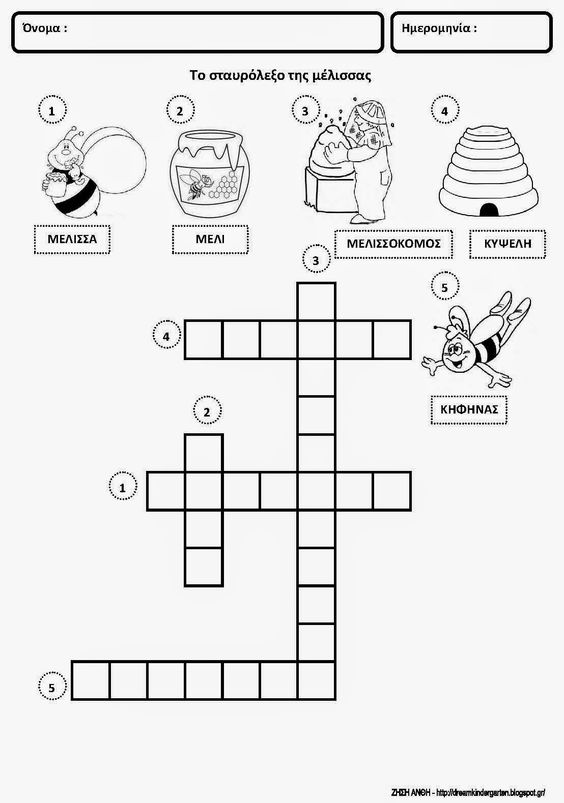 Όνομα :
Ημερομηνία :
Το σταυρόλεξο της μέλισσας
1
2
3
4
ΜΕΛΙΣΣΑ
ΜΕΛΙ
ΜΕΛΙΣΣΟΚΟΜΟΣ
ΚΥΨΕΛΗ
3
5
4
ΚΗΦΗΝΑΣ
2
1
5
ΖΗΣΗ ΑΝΘΗ - http://dreamkindergarten.blogspot.gr/